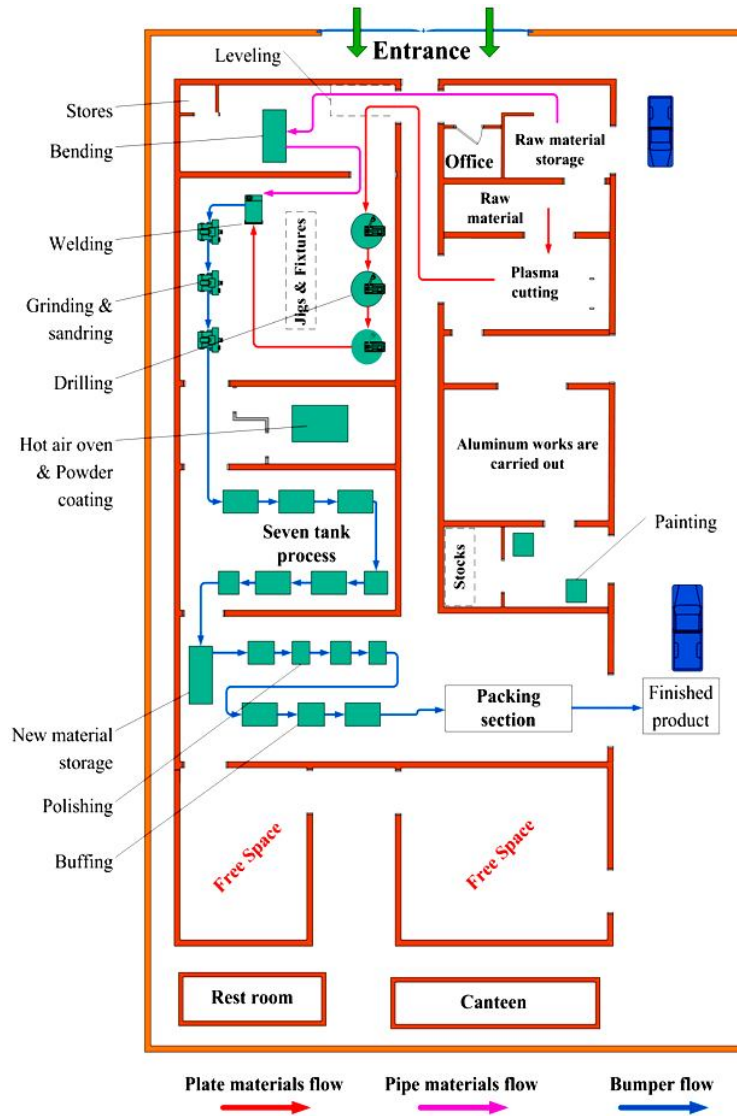 Entrance
Leveling
Stores
Bending
Office
Raw material
storage
Raw
material
Welding
Jigs & Fixtures
Plasma
cutting
Grinding &
sandring
Drilling
Hot air oven
& Powder
coating
Aluminum works are
carried out
Seven tank
process
Stocks
Painting
Packing
section
Finished
product
New material
storage
Polishing
Buffing
Free Space
Free Space
Rest room
Canteen
Plate materials flow
Pipe materials flow
Bumper flow